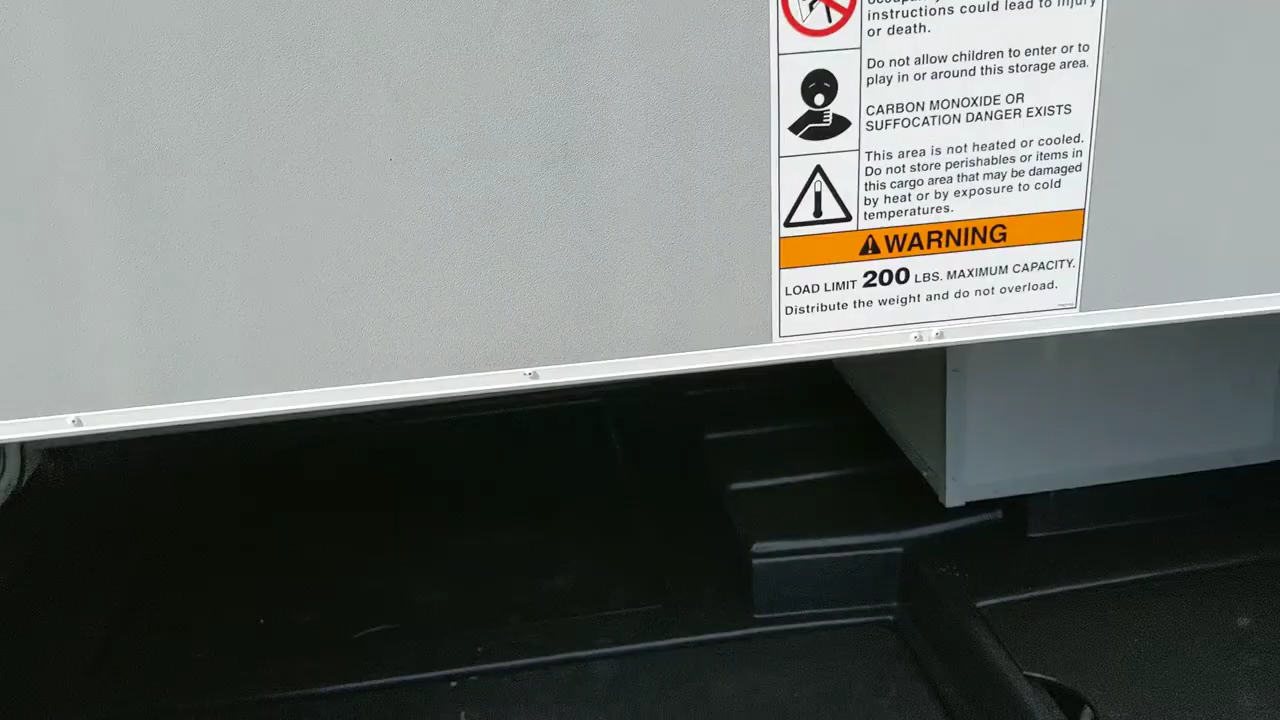 instructions could lead to injury
or death.
Do not allow children to enter or to
play in or around this storage area.
CARBON MONOXIDE OR
SUFFOCATION DANGER EXISTS
This area is not heated or cooled.
Do not store perishables or items in
this cargo area that may be damaged
by heat or by exposure to cold
temperatures.
WARNING
LOAD LIMIT 200 LBS. MAXIMUM CAPACITY.
Distribute the weight and do not overload.